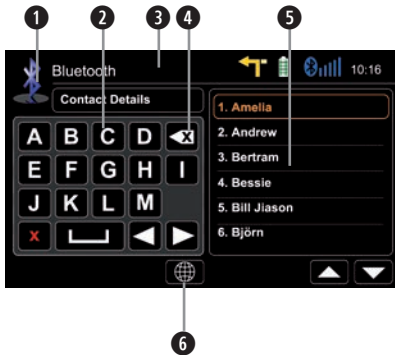 1 2 3 4 5
Bluetooth 10:16
Contact Details
A B C D
E F G H I
J K L M
x
1. Amelia
2. Andrew
3. Bertram
4. Bessie
5. Bill Jiason
6. Björn
6